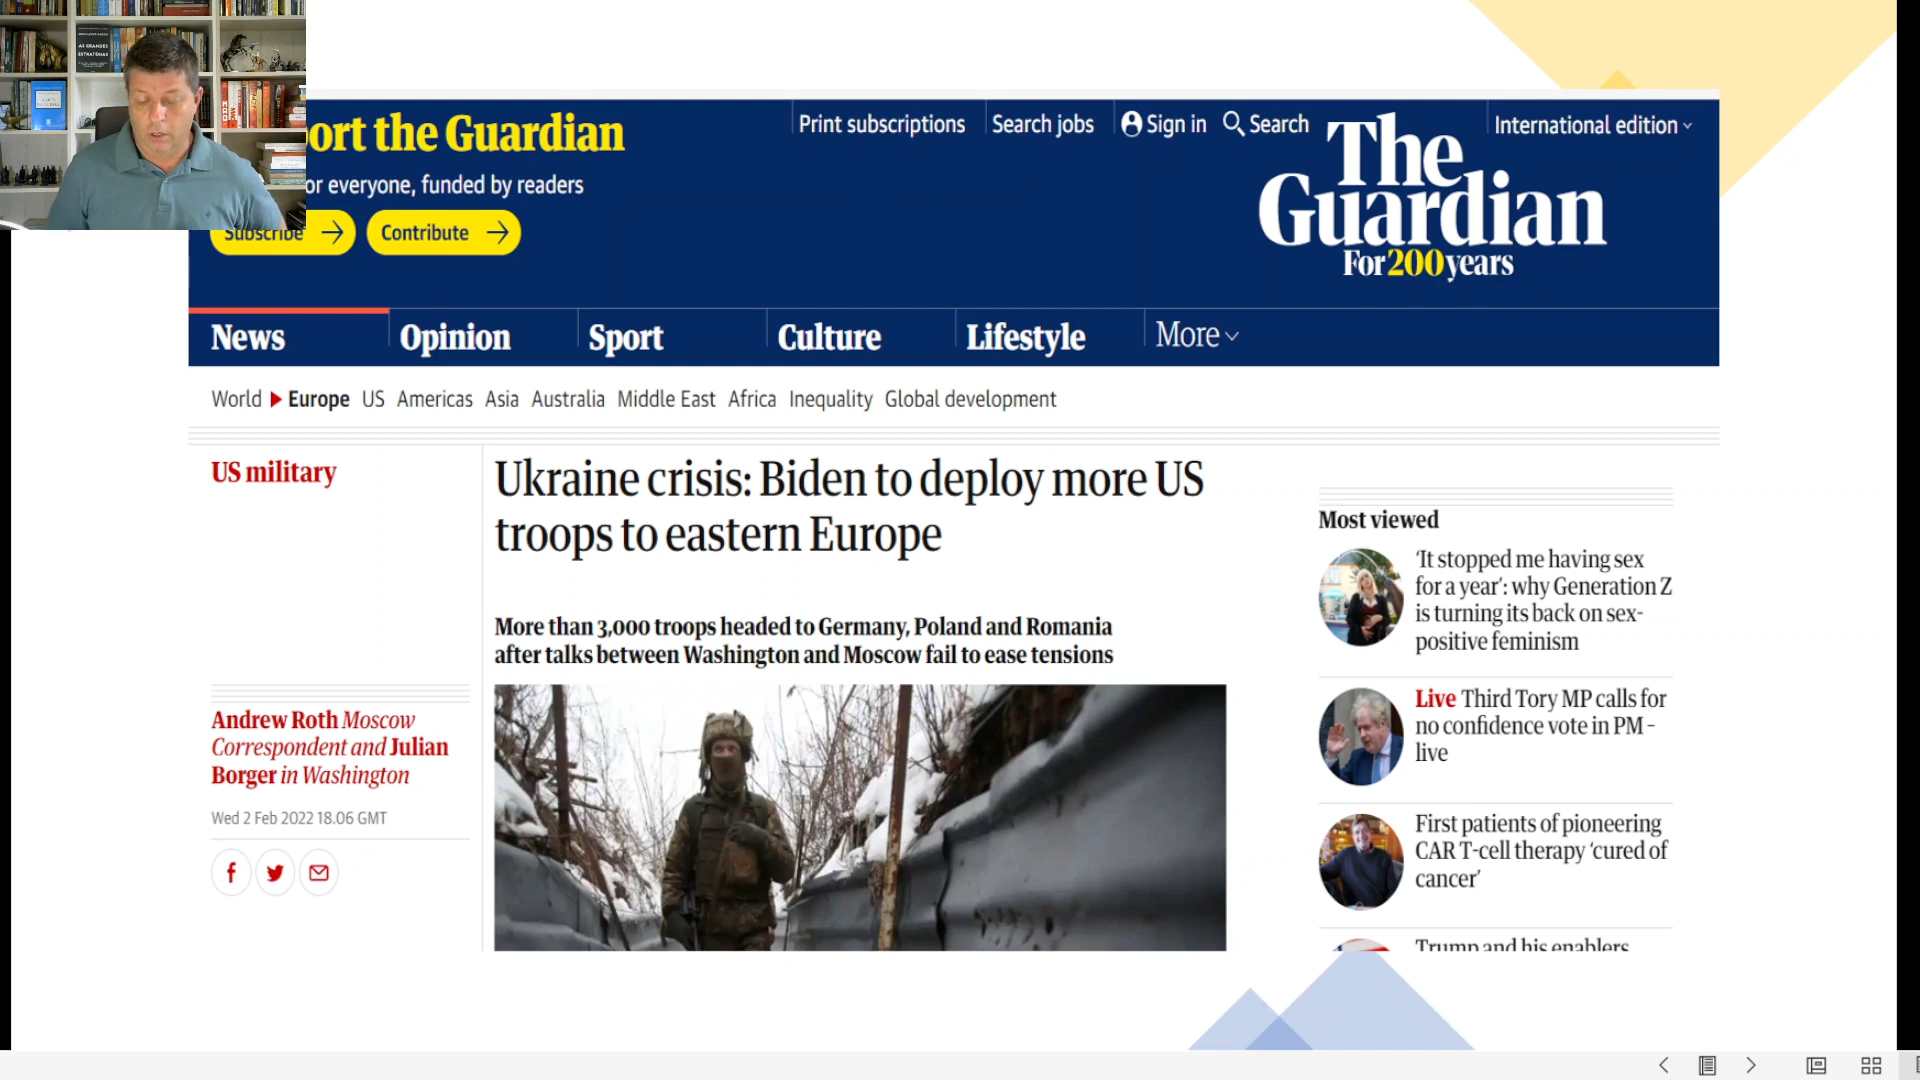 AS GRANDES
ESTRATÉGIAS
ort the Guardian
or everyone, funded by readers
Subscribe
Contribute
Print subscriptions
Search jobs
Sign in
Search
International edition
The
Guardian
For 200 years
News
Opinion
Sport
Culture
Lifestyle
More
World Europe US Americas Asia Australia Middle East Africa Inequality Global development
US military
Ukraine crisis: Biden to deploy more US
troops to eastern Europe
More than 3,000 troops headed to Germany, Poland and Romania
after talks between Washington and Moscow fail to ease tensions
Andrew Roth Moscow
Correspondent and Julian
Borger in Washington
Wed 2 Feb 2022 18.06 GMT
Most viewed
‘It stopped me having sex
for a year’: why Generation Z
is turning its back on sex-
positive feminism
Live Third Tory MP calls for
no confidence vote in PM –
live
First patients of pioneering
CAR T-cell therapy ‘cured of
cancer’
Trump and his enablers